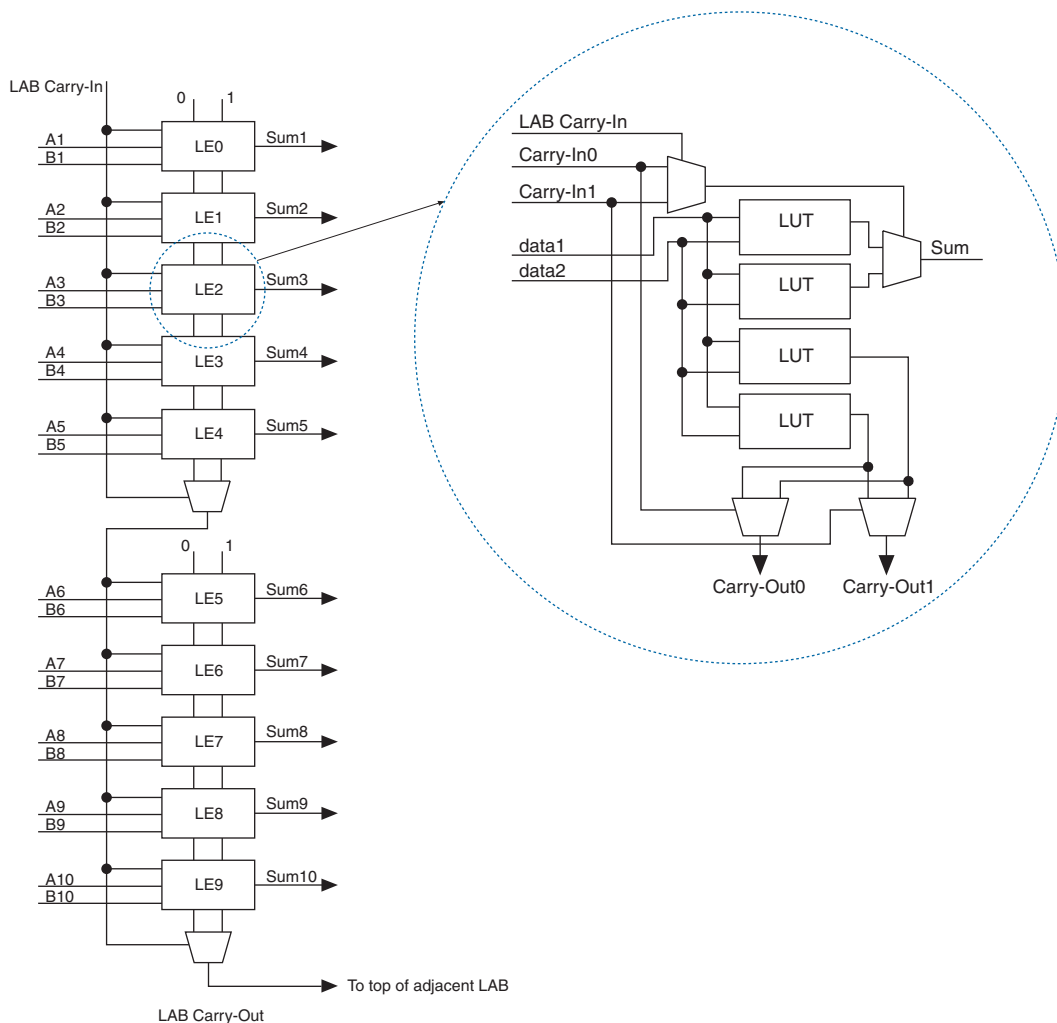 LAB Carry-In
0 1
A1
B1
LE0
Sum1
A2
B2
LE1
Sum2
A3
B3
LE2
Sum3
A4
B4
LE3
Sum4
A5
B5
LE4
Sum5
0 1
A6
B6
LE5
Sum6
A7
B7
LE6
Sum7
A8
B8
LE7
Sum8
A9
B9
LE8
Sum9
A10
B10
LE9
Sum10
To top of adjacent LAB
LAB Carry-Out
LAB Carry-In
Carry-In0
Carry-In1
data1
data2
LUT
LUT
LUT
LUT
Sum
Carry-Out0
Carry-Out1